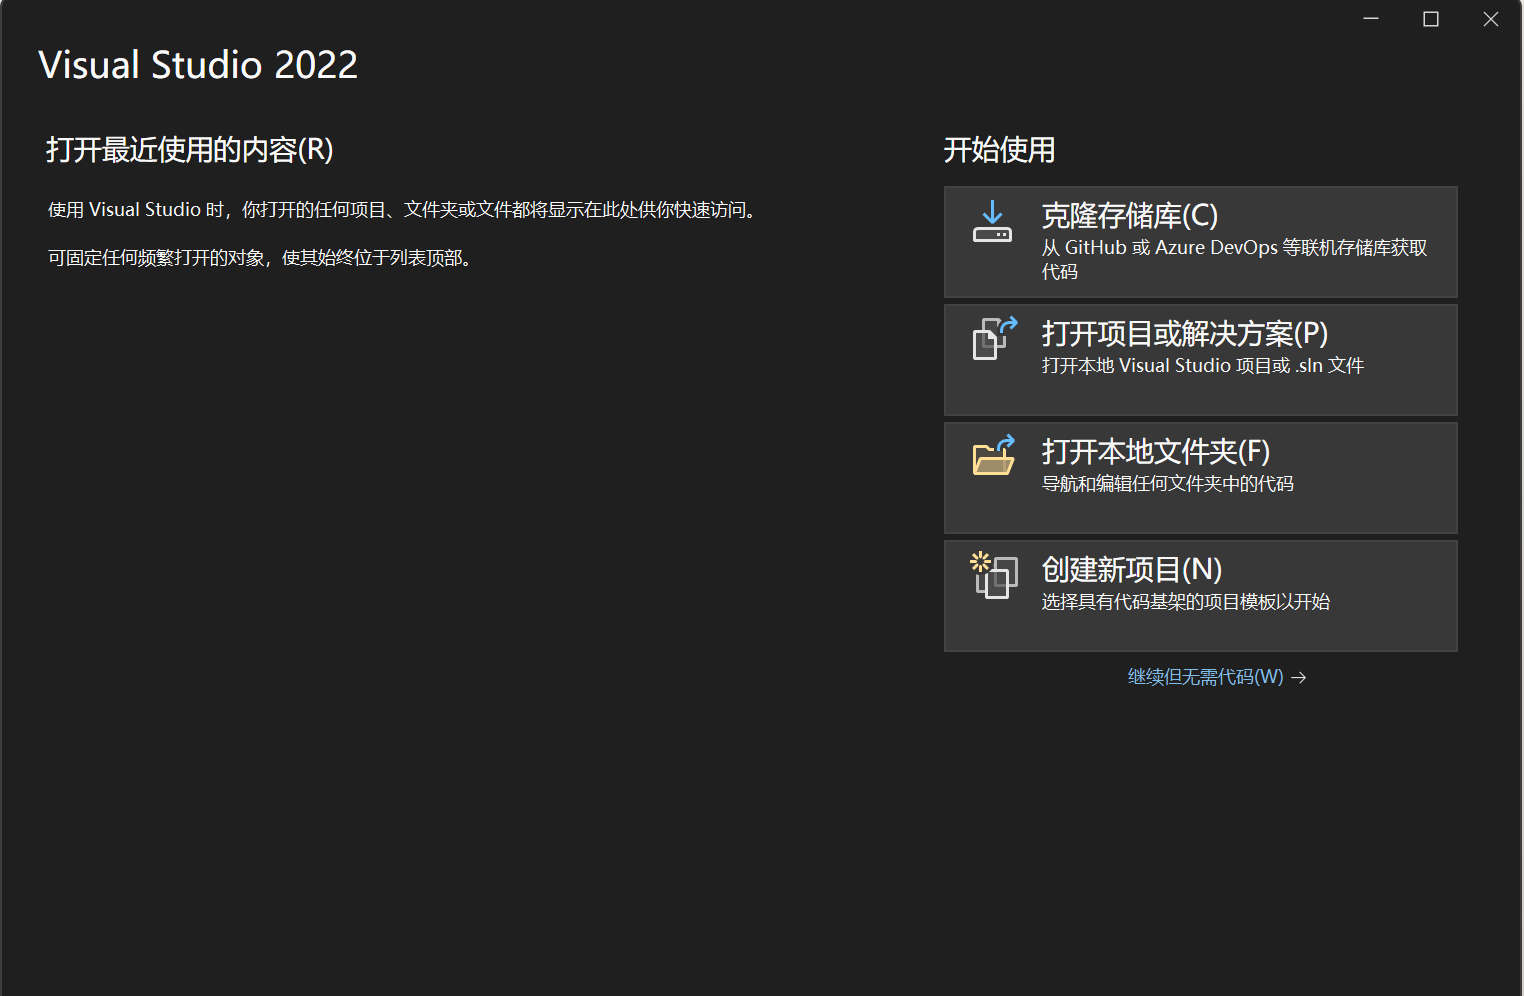 Visual Studio 2022
打开最近使用的内容(R)
使用 Visual Studio 时，你打开的任何项目、文件夹或文件都将显示在此处供你快速访问。
可固定任何频繁打开的对象，使其始终位于列表顶部。
开始使用
克隆存储库(C)
从 GitHub 或 Azure DevOps 等联机存储库获取
代码
打开项目或解决方案(P)
打开本地 Visual Studio 项目或 .sln 文件
打开本地文件夹(F)
导航和编辑任何文件夹中的代码
创建新项目(N)
选择具有代码基架的项目模板以开始
继续但无需代码(W) →